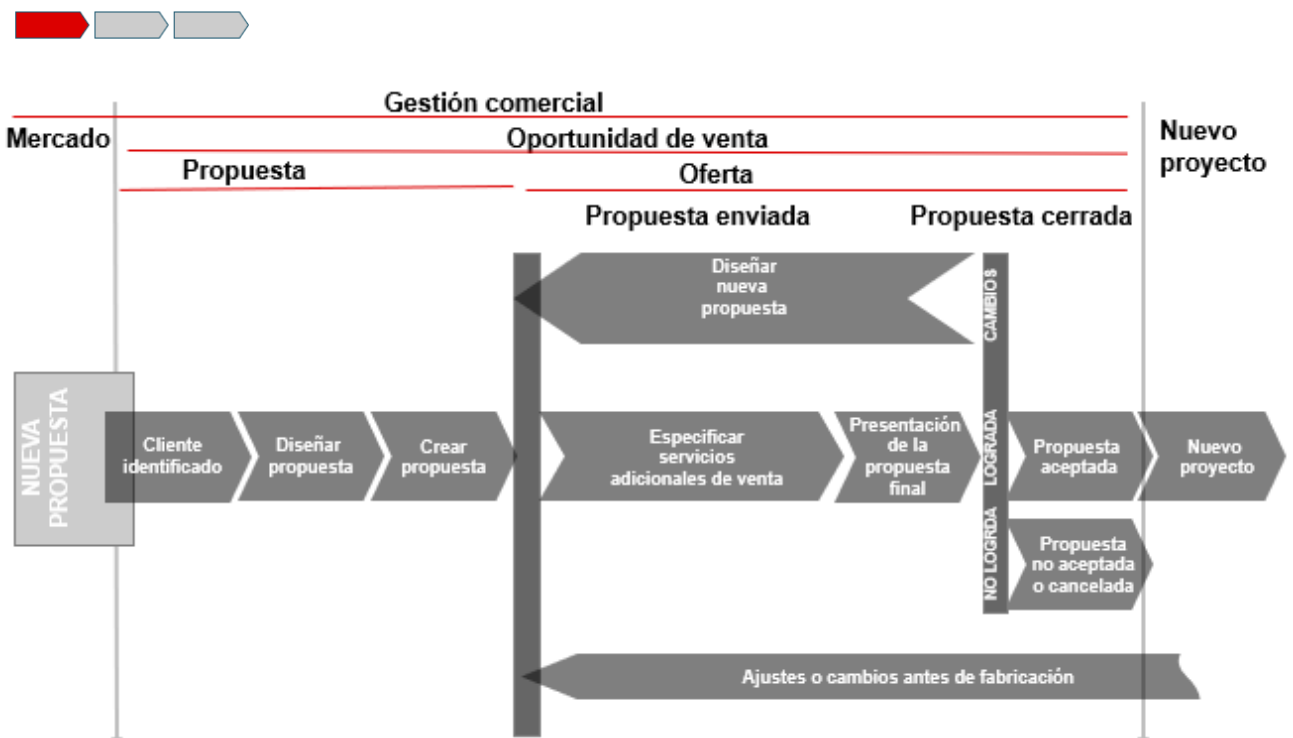 Gestión comercial
Mercado
Oportunidad de venta
Nuevo
proyecto
Propuesta
Oferta
Propuesta enviada
Propuesta cerrada
Diseñar
nueva
propuesta
CAMBIOS
NUEVA
PROPUESTA
Cliente
identificado
Diseñar
propuesta
Crear
propuesta
Especificar
servicios
adicionales de venta
Presentación
de la
propuesta
final
LOGRADA
Propuesta
aceptada
Nuevo
proyecto
NO LOGRDA
Propuesta
no aceptada
o cancelada
Ajustes o cambios antes de fabricación